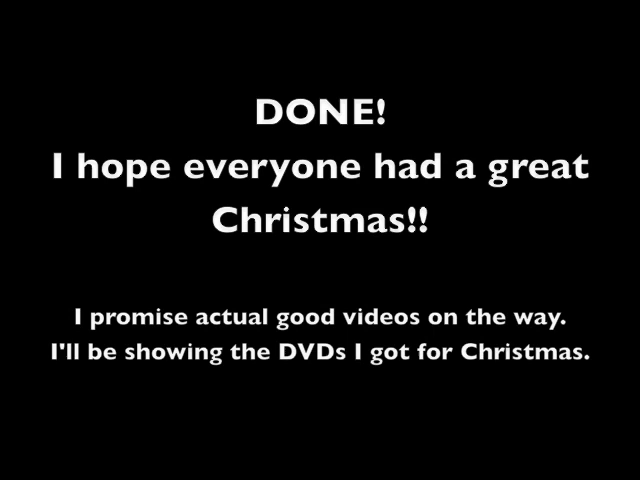 DONE!
I hope everyone had a great
Christmas!!
I promise actual good videos on the way.
I'll be showing the DVDs I got for Christmas.